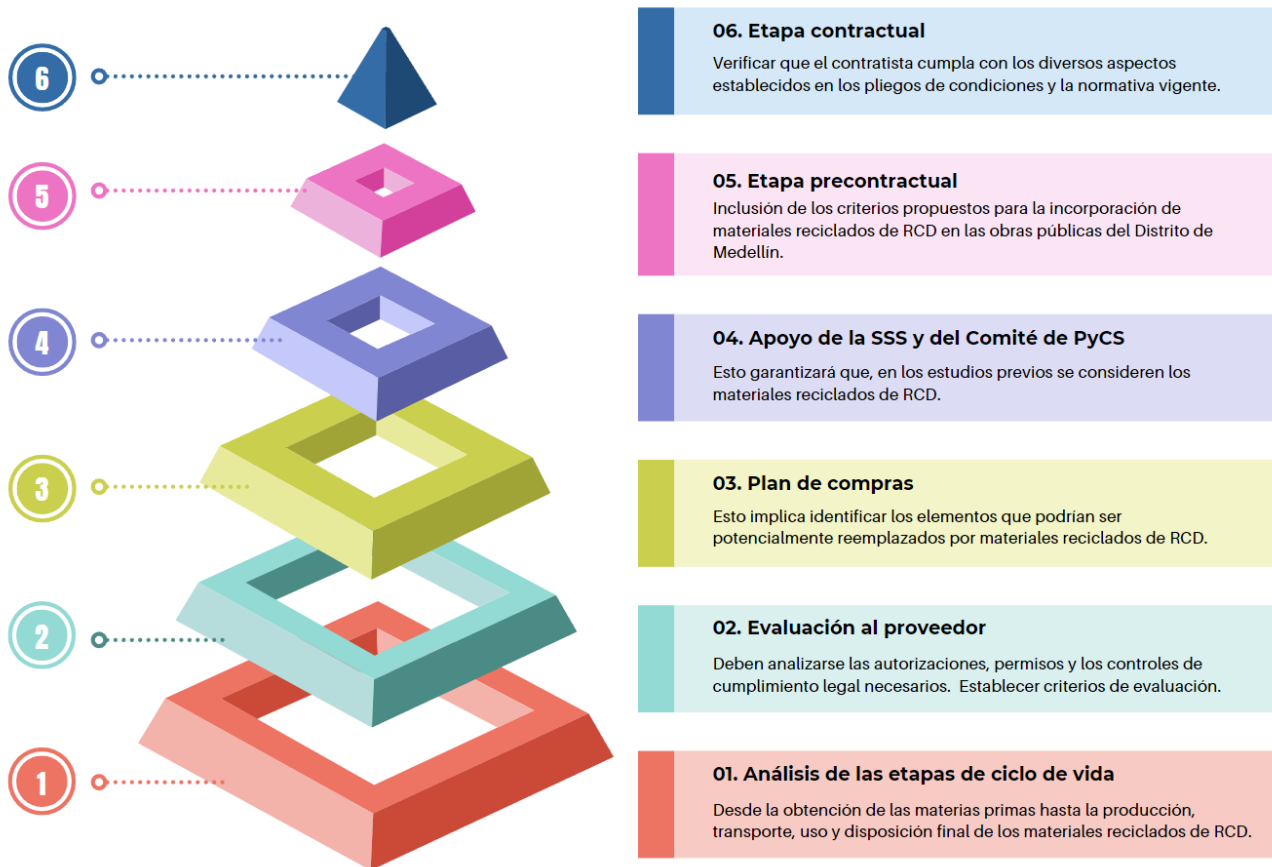 6
06. Etapa contractual
Verificar que el contratista cumpla con los diversos aspectos
establecidos en los pliegos de condiciones y la normativa vigente.
5
05. Etapa precontractual
Inclusión de los criterios propuestos para la incorporación de
materiales reciclados de RCD en las obras públicas del Distrito de
Medellín.
4
04. Apoyo de la SSS y del Comité de PyCS
Esto garantizará que, en los estudios previos se consideren los
materiales reciclados de RCD.
3
03. Plan de compras
Esto implica identificar los elementos que podrían ser
potencialmente reemplazados por materiales reciclados de RCD.
2
02. Evaluación al proveedor
Deben analizarse las autorizaciones, permisos y los controles de
cumplimiento legal necesarios. Establecer criterios de evaluación.
1
01. Análisis de las etapas de ciclo de vida
Desde la obtención de las materias primas hasta la producción,
transporte, uso y disposición final de los materiales reciclados de RCD.